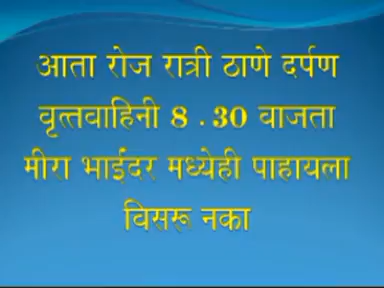 आता रोज रात्री ठाणे दर्पण
वृत्तवाहिनी 8 . 30 वाजता
मीरा भाईंदर मध्येही पाहायला
विसरू नका